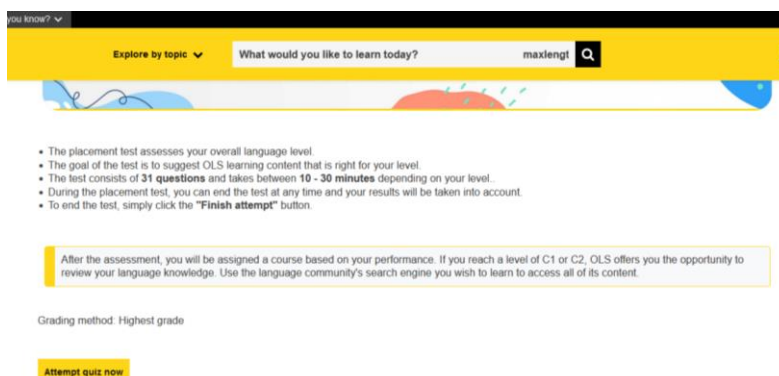 you know?
Explore by topic What would you like to learn today? maxlengt
• The placement test assesses your overall language level.
• The goal of the test is to suggest OLS learning content that is right for your level.
• The test consists of 31 questions and takes between 10 - 30 minutes depending on your level..
• During the placement test, you can end the test at any time and your results will be taken into account.
• To end the test, simply click the "Finish attempt" button.
After the assessment, you will be assigned a course based on your performance. If you reach a level of C1 or C2, OLS offers you the opportunity to
review your language knowledge. Use the language community's search engine you wish to learn to access all of its content.
Grading method: Highest grade
Attempt quiz now